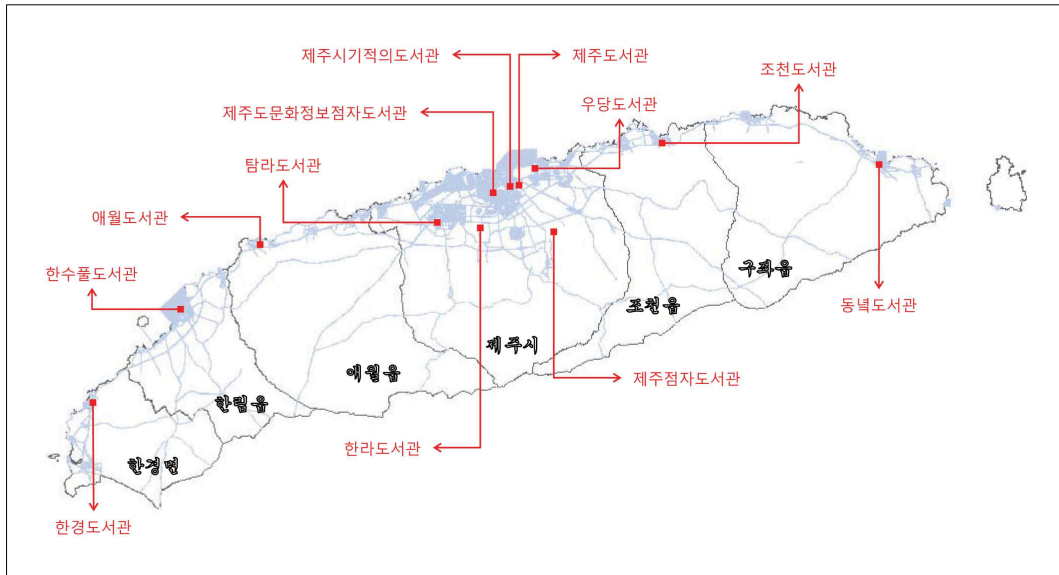 제주시기적의도서관
제주도서관
조천도서관
제주도문화정보점자도서관
우당도서관
탐라도서관
애월도서관
한수풀도서관
구좌읍
동녘도서관
조천읍
제주시
애월읍
제주점자도서관
한림읍
한라도서관
한경면
한경도서관